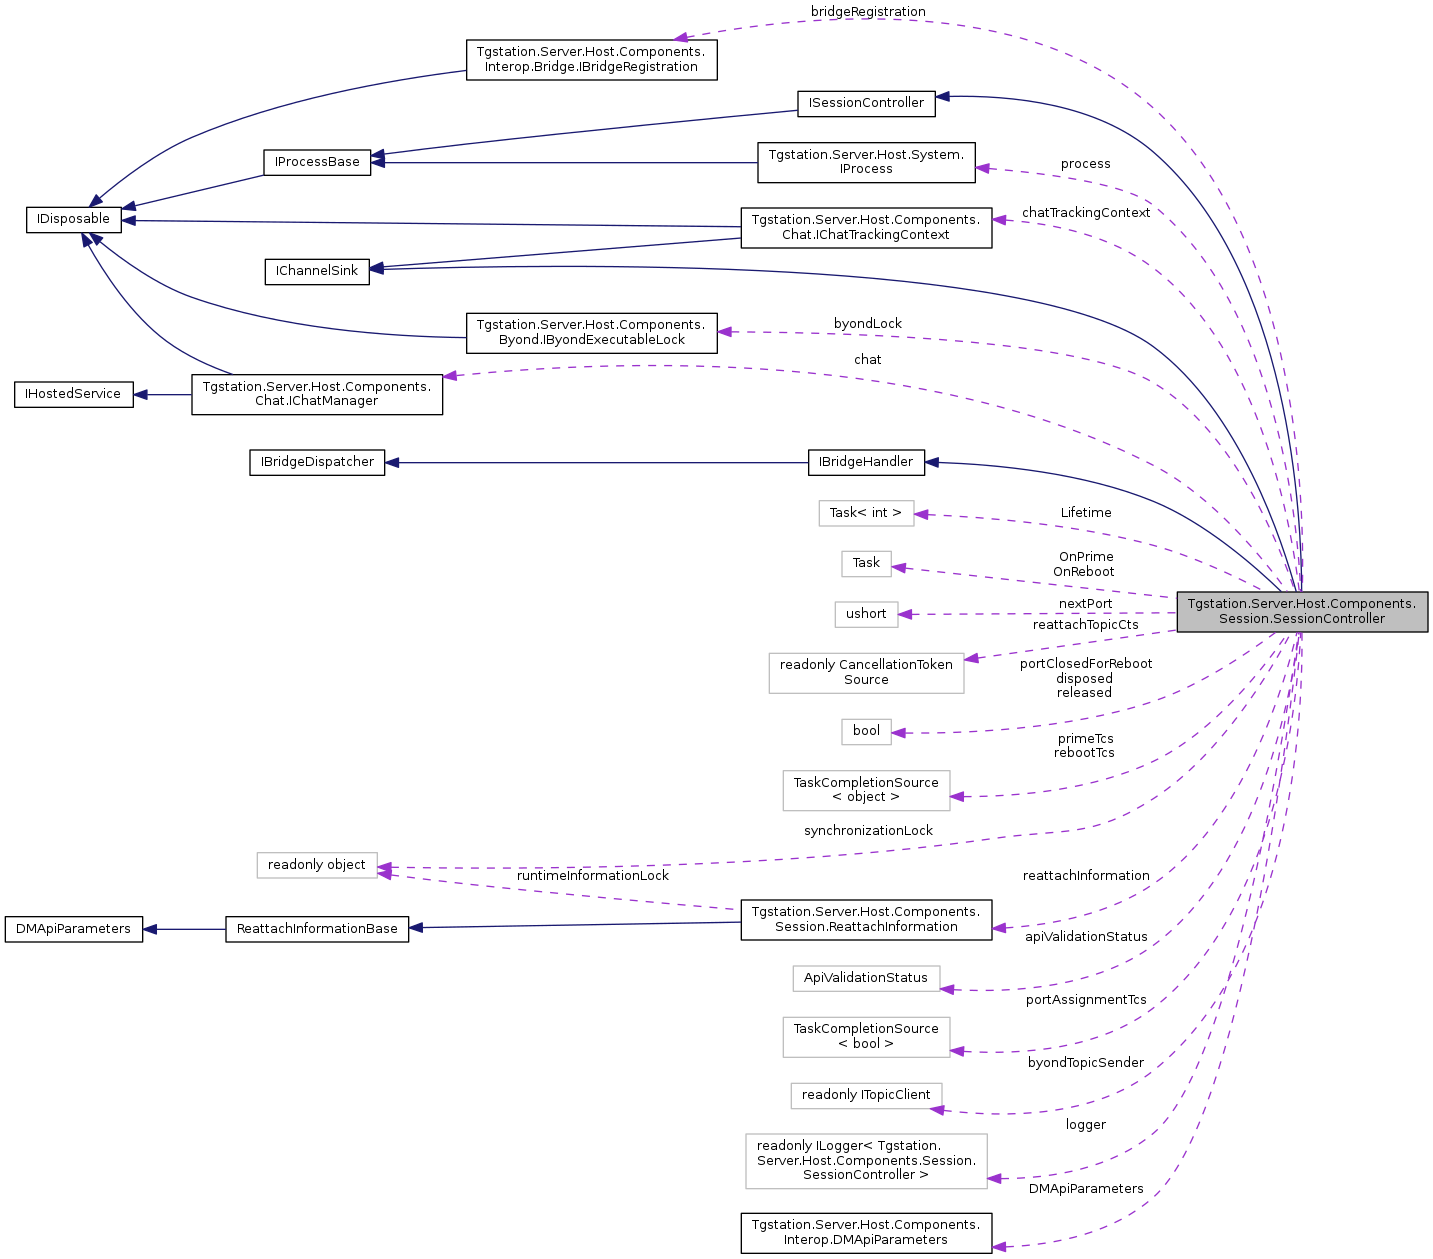 bridgeRegistration
Tgstation.Server.Host.Components.
Interop.Bridge.IBridgeRegistration
ISessionController
IProcessBase
Tgstation.Server.Host.System.
IProcess
process
IDisposable
Tgstation.Server.Host.Components.
Chat.IChatTrackingContext
chatTrackingContext
IChannelSink
Tgstation.Server.Host.Components.
Byond.IByondExecutableLock
byondLock
chat
IHostedService
Tgstation.Server.Host.Components.
Chat.IChatManager
IBridgeDispatcher
IBridgeHandler
Task< int >
Lifetime
Task
OnPrime
OnReboot
ushort
nextPort
reattachTopicCts
Tgstation.Server.Host.Components.
Session.SessionController
readonly CancellationToken
Source
portClosedForReboot
disposed
released
bool
primeTcs
rebootTcs
TaskCompletionSource
< object >
synchronizationLock
readonly object
runtimeInformationLock
reattachInformation
DMApiParameters
ReattachInformationBase
Tgstation.Server.Host.Components.
Session.ReattachInformation
apiValidationStatus
ApiValidationStatus
portAssignmentTcs
TaskCompletionSource
< bool >
byondTopicSender
readonly ITopicClient
logger
readonly ILogger< Tgstation.
Server.Host.Components.Session.
SessionController >
DMApiParameters
Tgstation.Server.Host.Components.
Interop.DMApiParameters